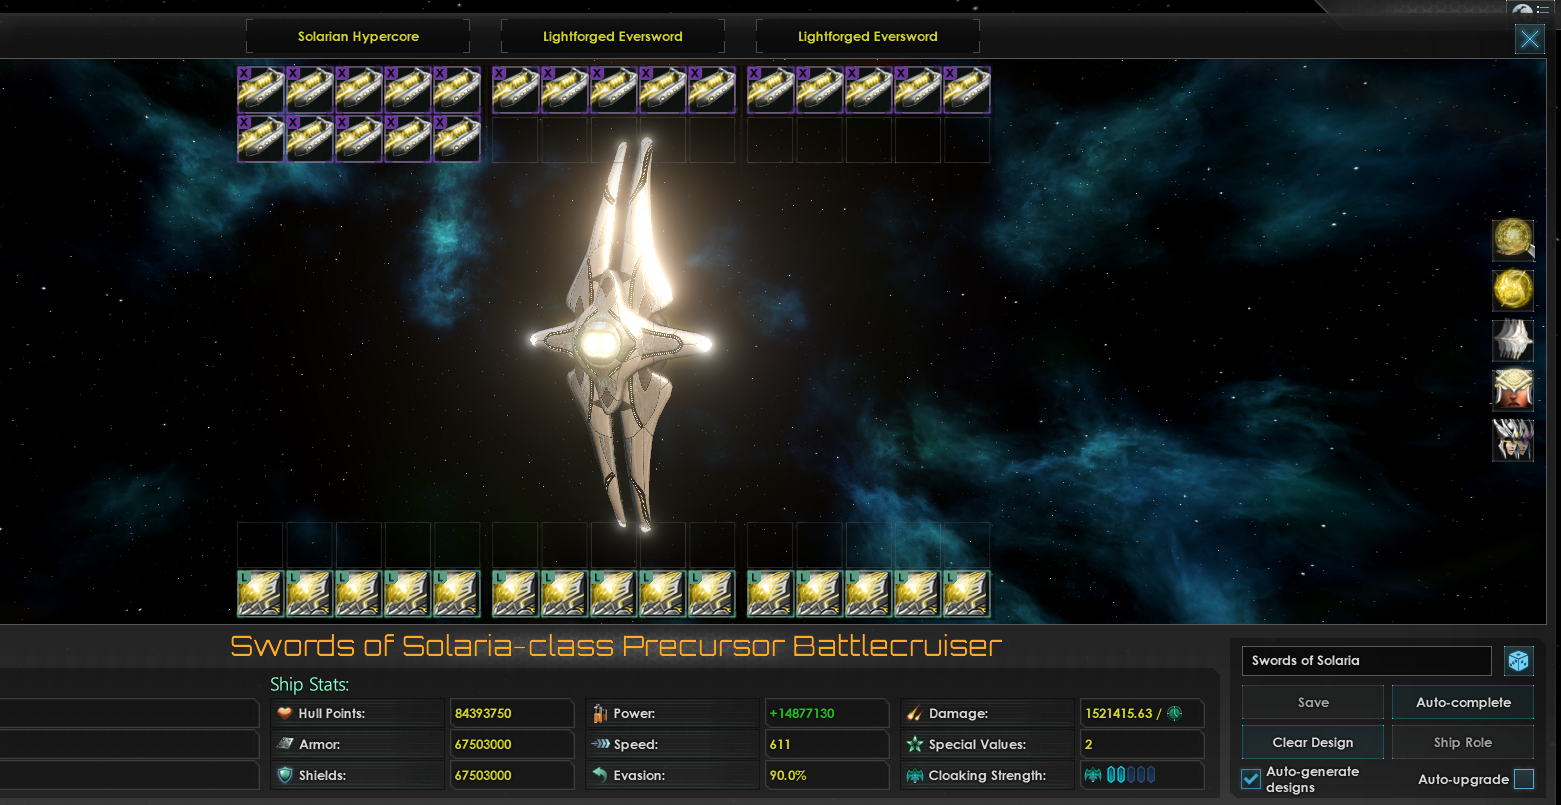 Solarian Hypercore Lightforged Eversword Lightforged Eversword
X X X X X X X X X X X X X X X
X X X X X
L L L L L L L L L L L L L L L
Swords of Solaria-class Precursor Battlecruiser
Ship Stats:
Hull Points: 84393750 Power: +14877130 Damage: 1521415.63 /
Armor: 67503000 Speed: 611 Special Values: 2
Shields: 67503000 Evasion: 90.0% Cloaking Strength:
Swords of Solaria
Save Auto-complete
Clear Design Ship Role
Auto-generate designs Auto-upgrade